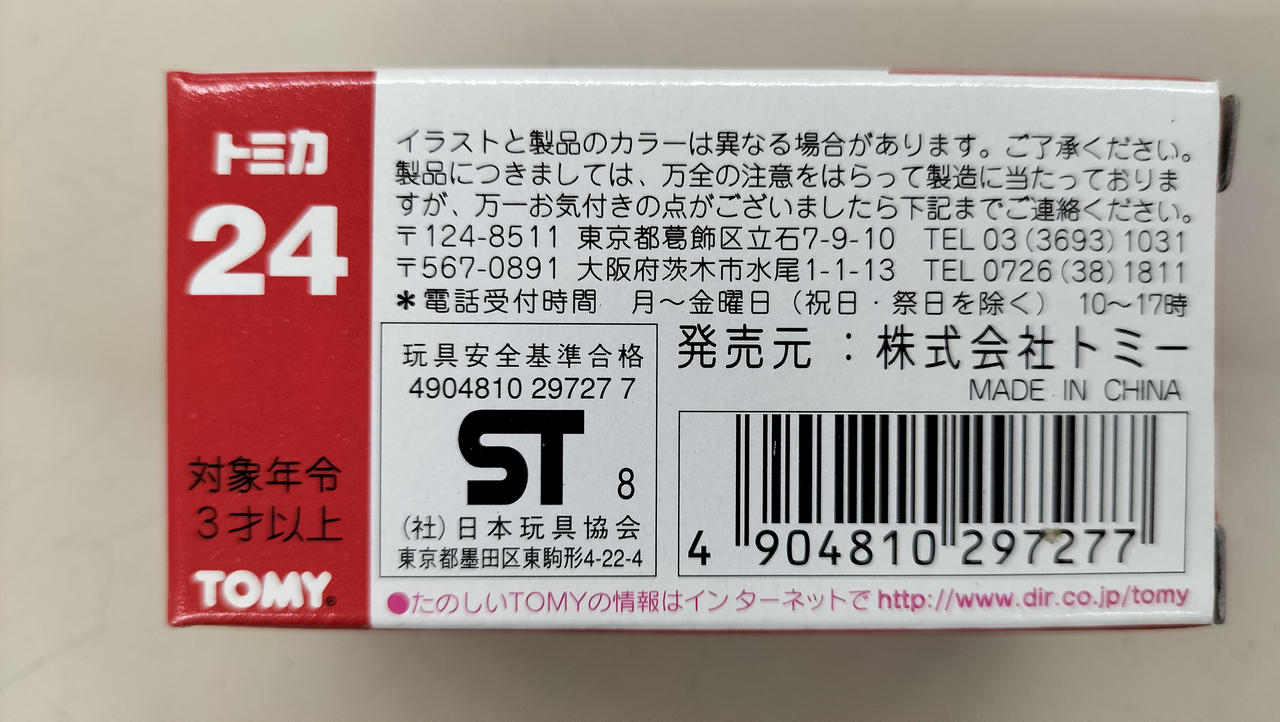 トミカ
24
対象年令
3才以上
TOMY®
イラストと製品のカラーは異なる場合があります。ご了承ください。
製品につきましては、万全の注意をはらって製造に当たっておりま
すが、万一お気付きの点がございましたら下記までご連絡ください。
〒124-8511 東京都葛飾区立石7-9-10 TEL 03(3693)1031
〒567-0891 大阪府茨木市水尾1-1-13 TEL 0726(38)1811
*電話受付時間 月〜金曜日(祝日・祭日を除く) 10〜17時
玩具安全基準合格
4904810 29727 7
ST 8
(社)日本玩具協会
東京都墨田区東駒形4-22-4
発売元:株式会社トミー
MADE IN CHINA
4 904810 297277
●たのしいTOMYの情報はインターネットで http://www.dir.co.jp/tomy